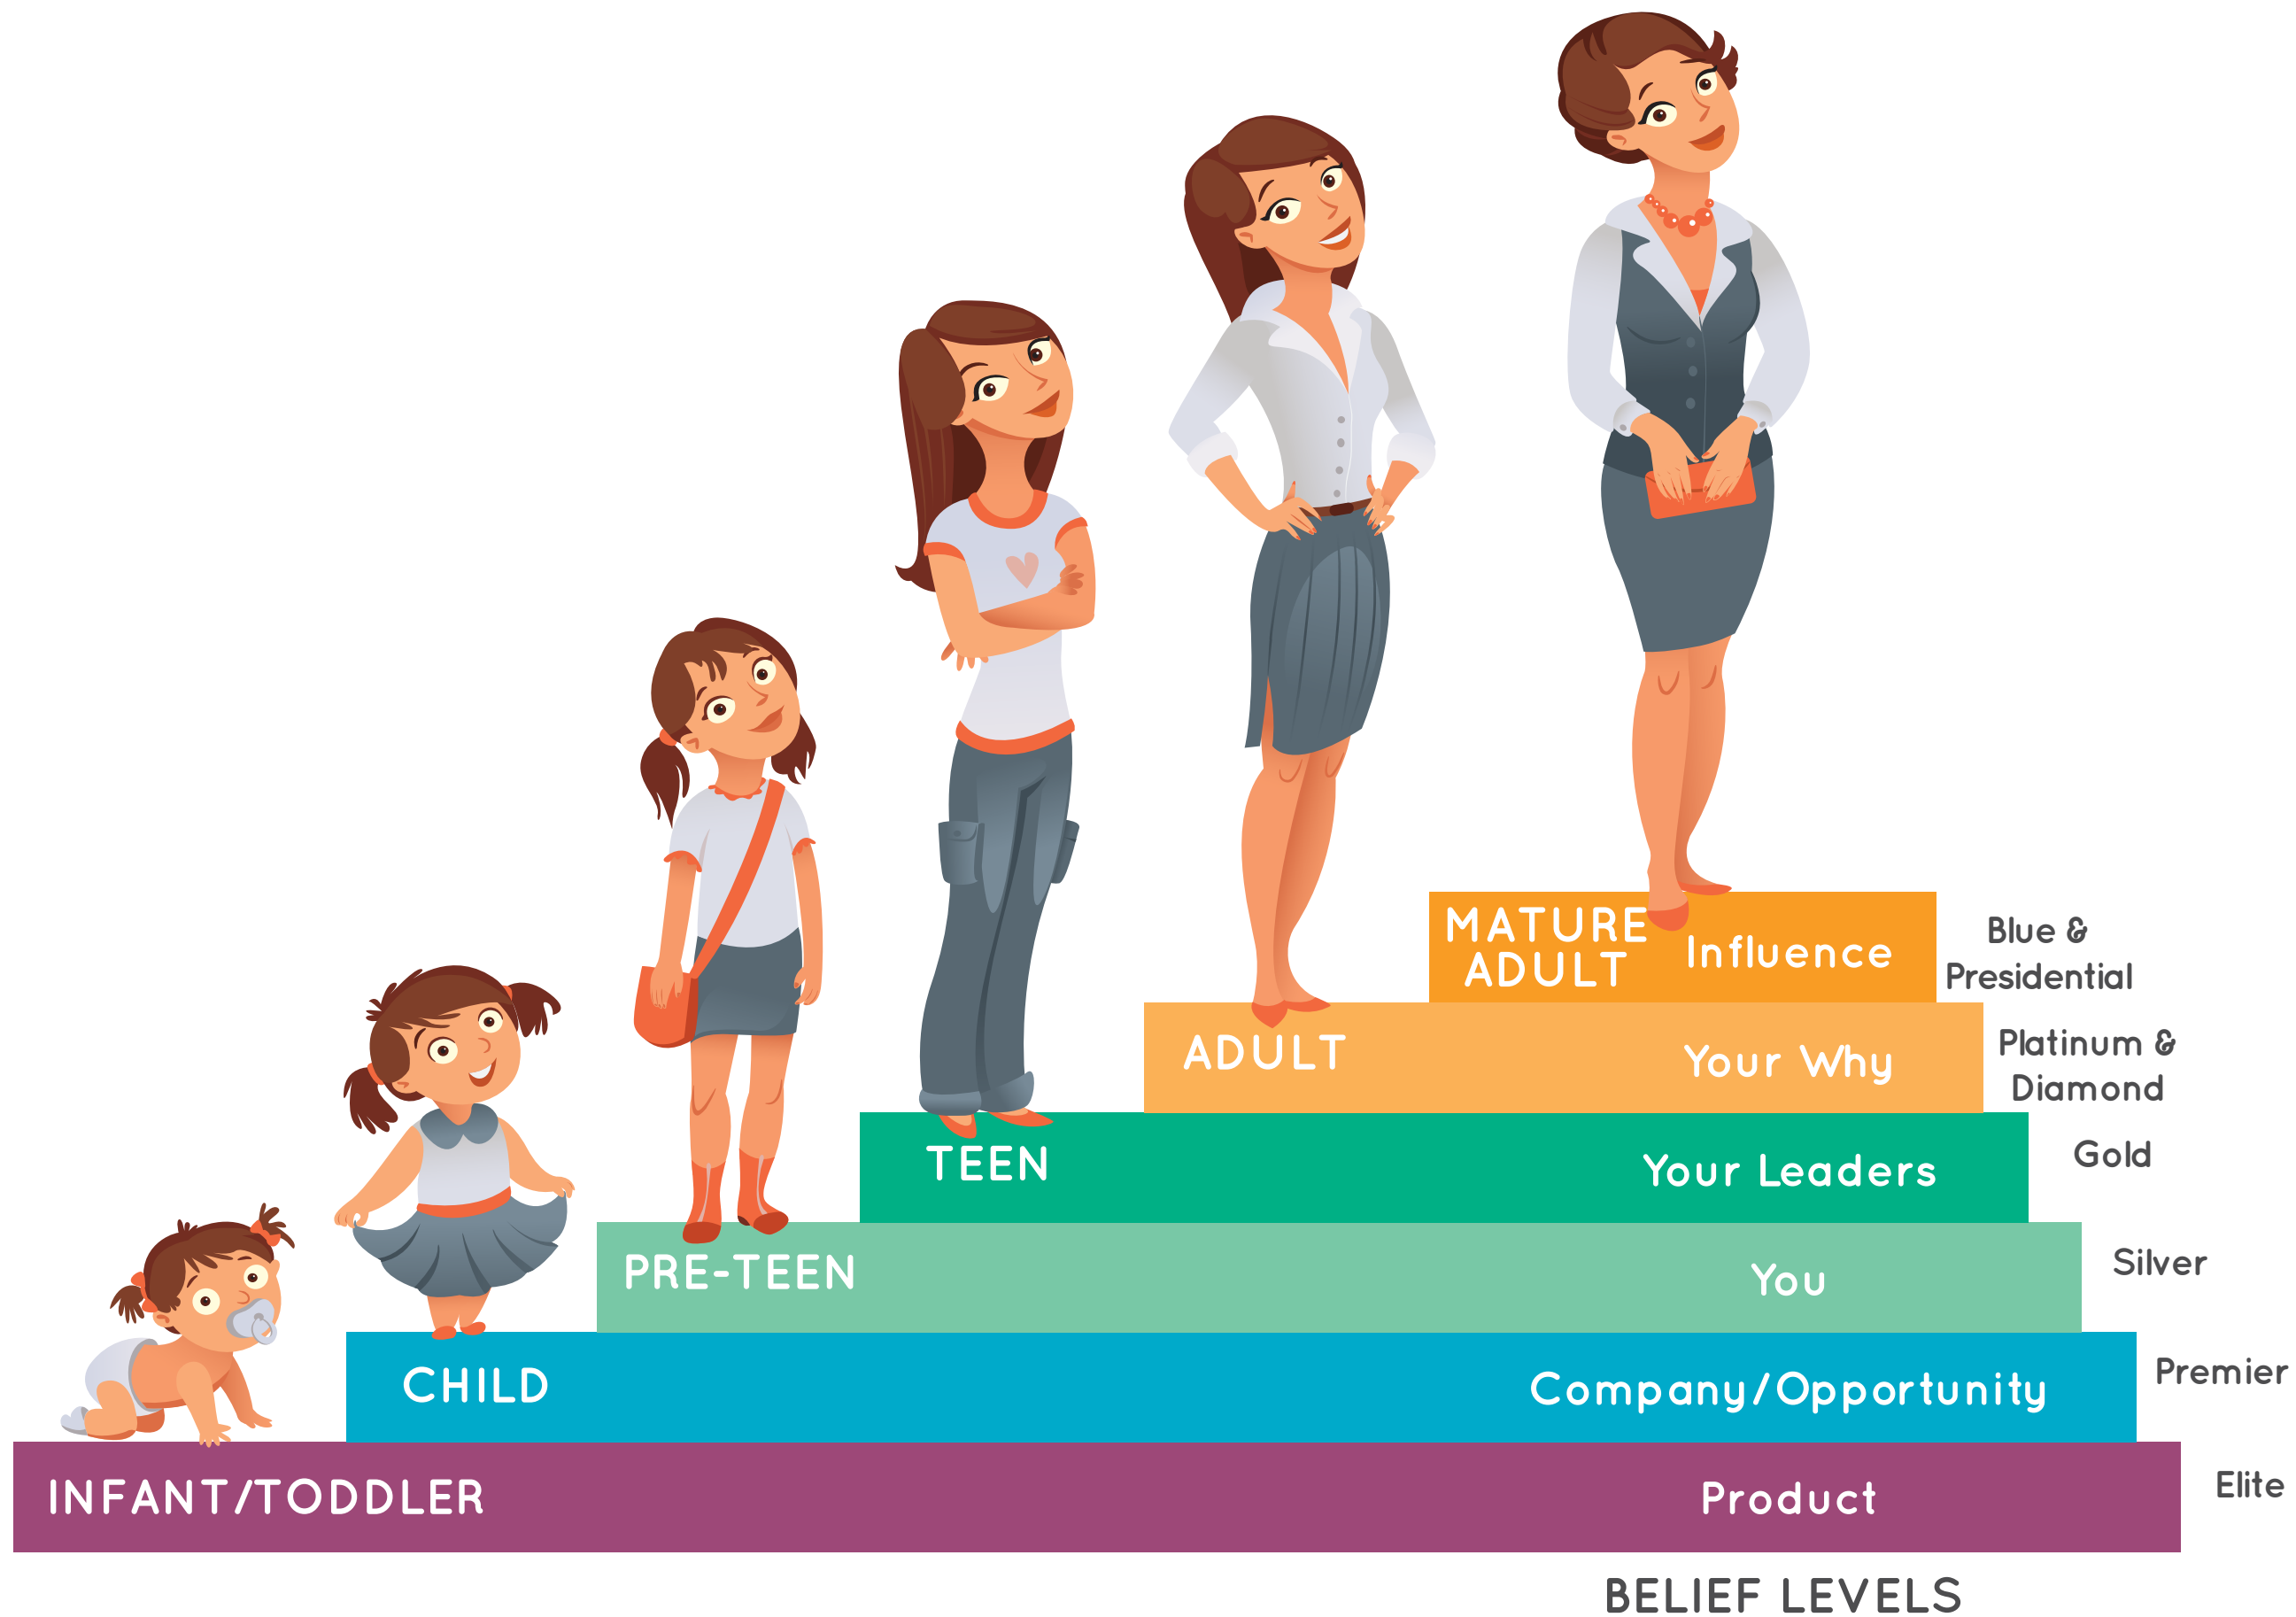 MATURE
ADULT
Influence
Blue &
Presidential
ADULT
Your Why
Platinum &
Diamond
TEEN
Your Leaders
Gold
PRE-TEEN
You
Silver
CHILD
Company/Opportunity
Premier
INFANT/TODDLER
Product
Elite
BELIEF LEVELS